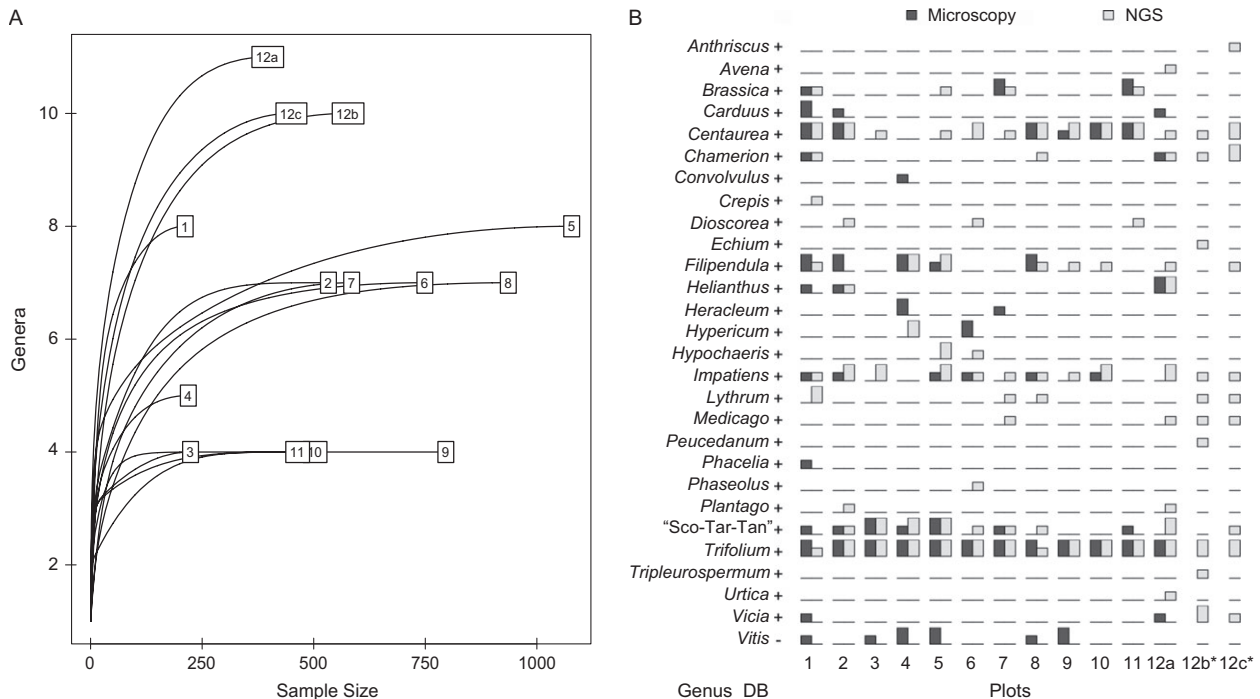 A
12a
12c
12b
1
5
2
7
6
8
4
3
11
10
9
10
8
6
4
2
Genera
0
250
500
750
1000
Sample Size
B
Microscopy
NGS
Anthriscus +
Avena +
Brassica +
Carduus +
Centaurea +
Chamerion +
Convolvulus +
Crepis +
Dioscorea +
Echium +
Filipendula +
Helianthus +
Heracleum +
Hypericum +
Hypochaeris +
Impatiens +
Lythrum +
Medicago +
Peucedanum +
Phacelia +
Phaseolus +
Plantago +
“Sco-Tar-Tan” +
Trifolium +
Tripleurospermum +
Urtica +
Vicia +
Vitis -
1 2 3 4 5 6 7 8 9 10 11 12a 12b* 12c*
Genus DB
Plots